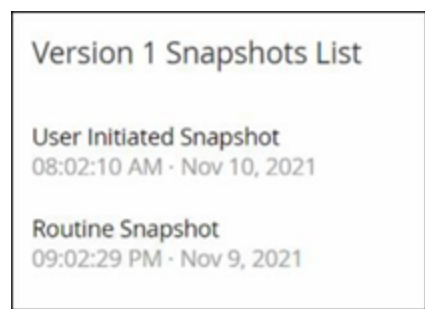 Version 1 Snapshots List
User Initiated Snapshot
08:02:10 AM · Nov 10, 2021
Routine Snapshot
09:02:29 PM · Nov 9, 2021